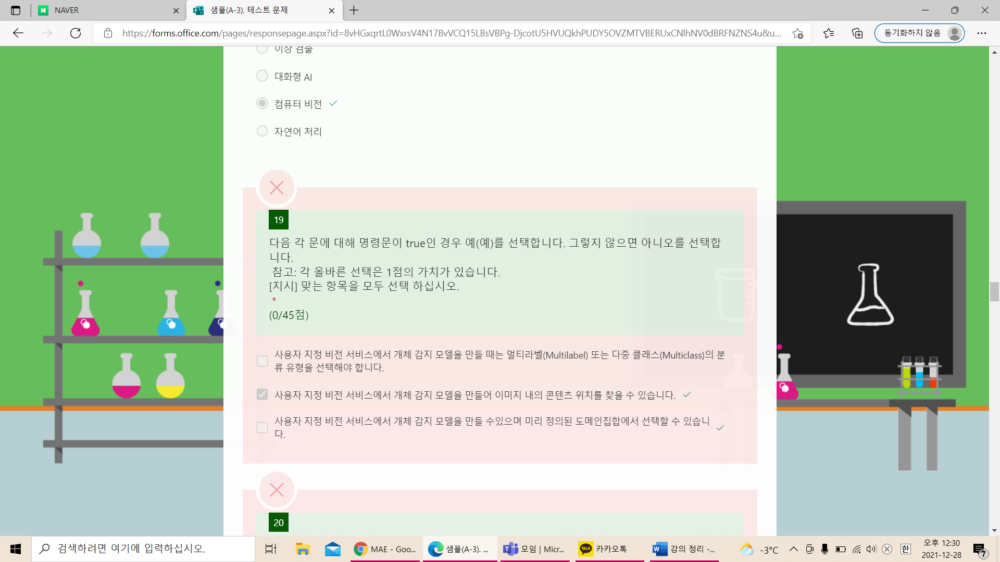 NAVER
샘플(A-3). 테스트 문제
https://forms.office.com/pages/responsepage.aspx?id=8vHGxqrtL0WxrsV4N17BvVCQ15LBsVBPg-DjcotU5HVUQkhPUDY5OVZMTVBERUxCNlhNV0dBRFNZNS4u&u...
동기화하지 않음
이상 검출
대화형 AI
컴퓨터 비전
자연어 처리
19
다음 각 문에 대해 명령문이 true인 경우 예(예)를 선택합니다. 그렇지 않으면 아니오를 선택합
니다.
참고: 각 올바른 선택은 1점의 가치가 있습니다.
[지시] 맞는 항목을 모두 선택 하십시오.
*
(0/45점)
사용자 지정 비전 서비스에서 개체 감지 모델을 만들 때는 멀티라벨(Multilabel) 또는 다중 클래스(Multiclass)의 분
류 유형을 선택해야 합니다.
사용자 지정 비전 서비스에서 개체 감지 모델을 만들어 이미지 내의 콘텐츠 위치를 찾을 수 있습니다.
사용자 지정 비전 서비스에서 개체 감지 모델을 만들 수있으며 미리 정의된 도메인집합에서 선택할 수 있습니
다.
20
검색하려면 여기에 입력하십시오.
MAE - Goo...
샘플(A-3). ...
모임 | Micr...
TALK
카카오톡
강의 정리 -...
-3°C
한
오후 12:30
2021-12-28
7